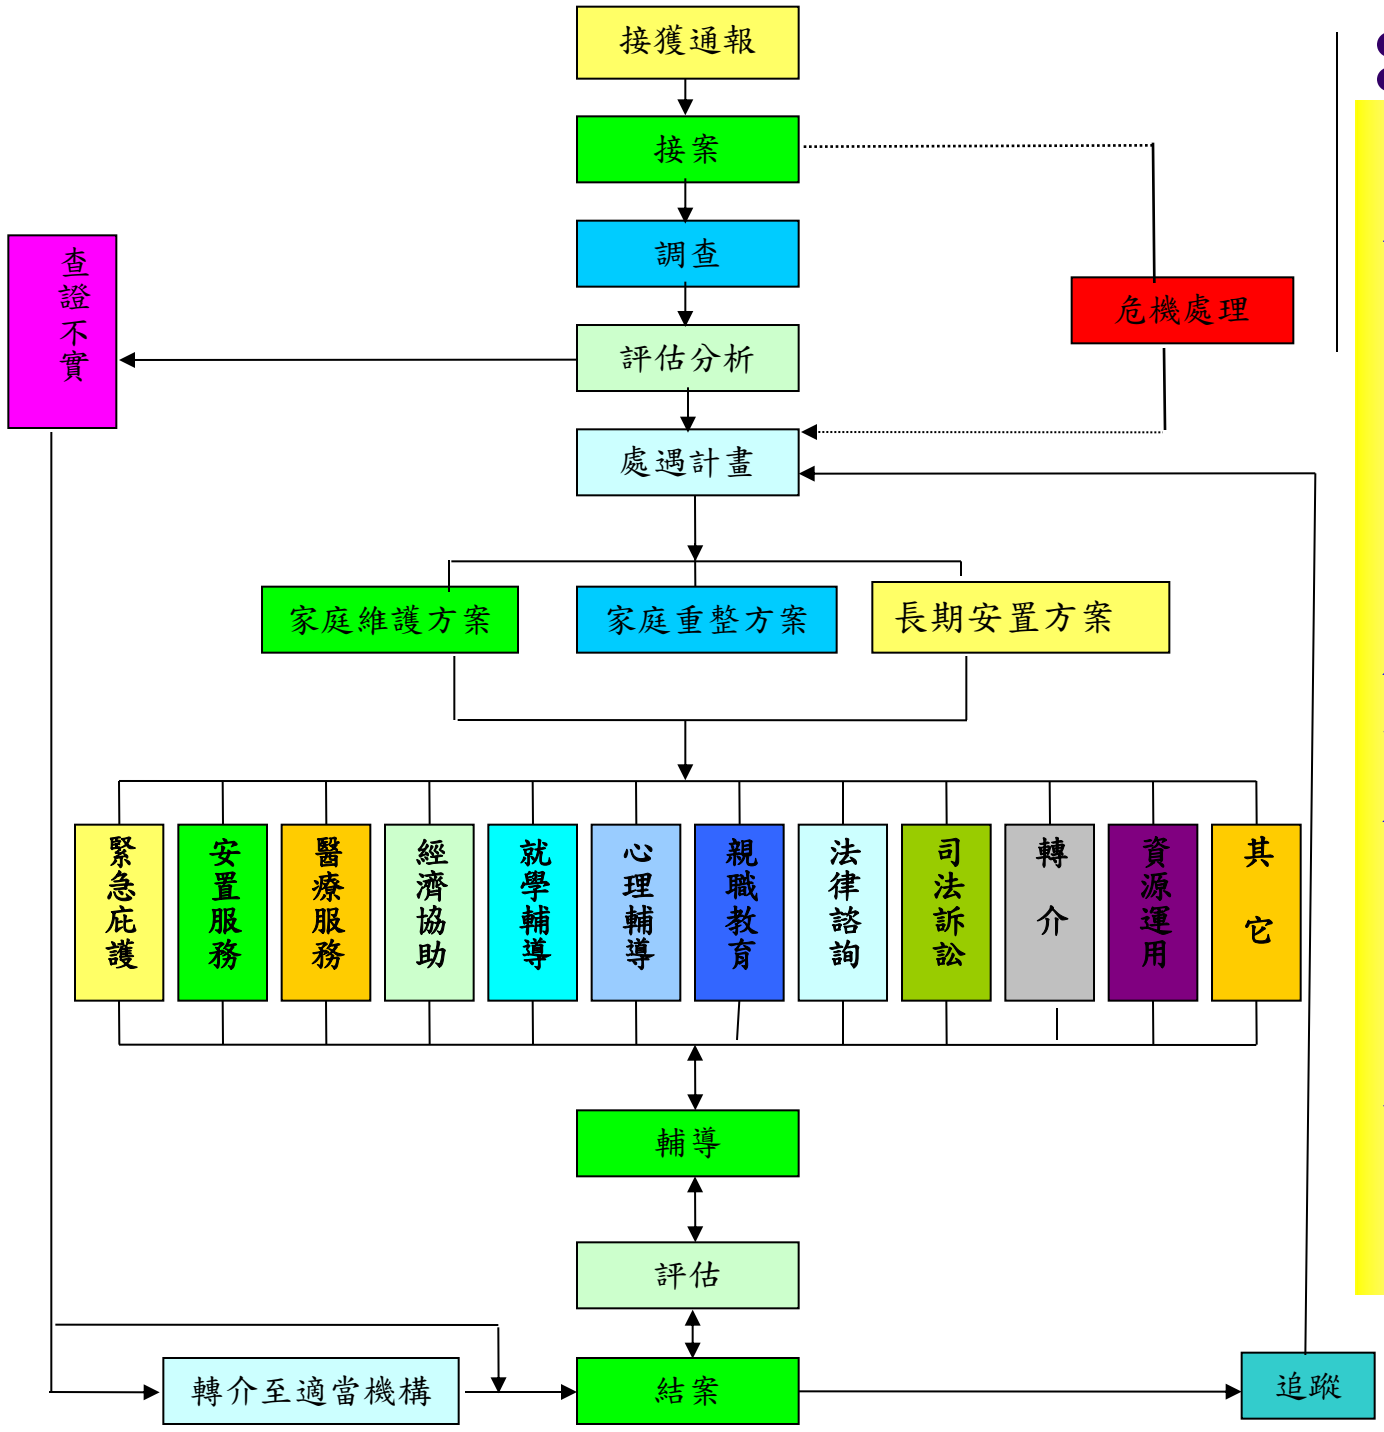 接獲通報
接案
調查
查證不實
危機處理
評估分析
處遇計畫
家庭維護方案
家庭重整方案
長期安置方案
緊急庇護
安置服務
醫療服務
經濟協助
就學輔導
心理輔導
親職教育
法律諮詢
司法訴訟
轉介
資源運用
其它
輔導
評估
轉介至適當機構
結案
追蹤